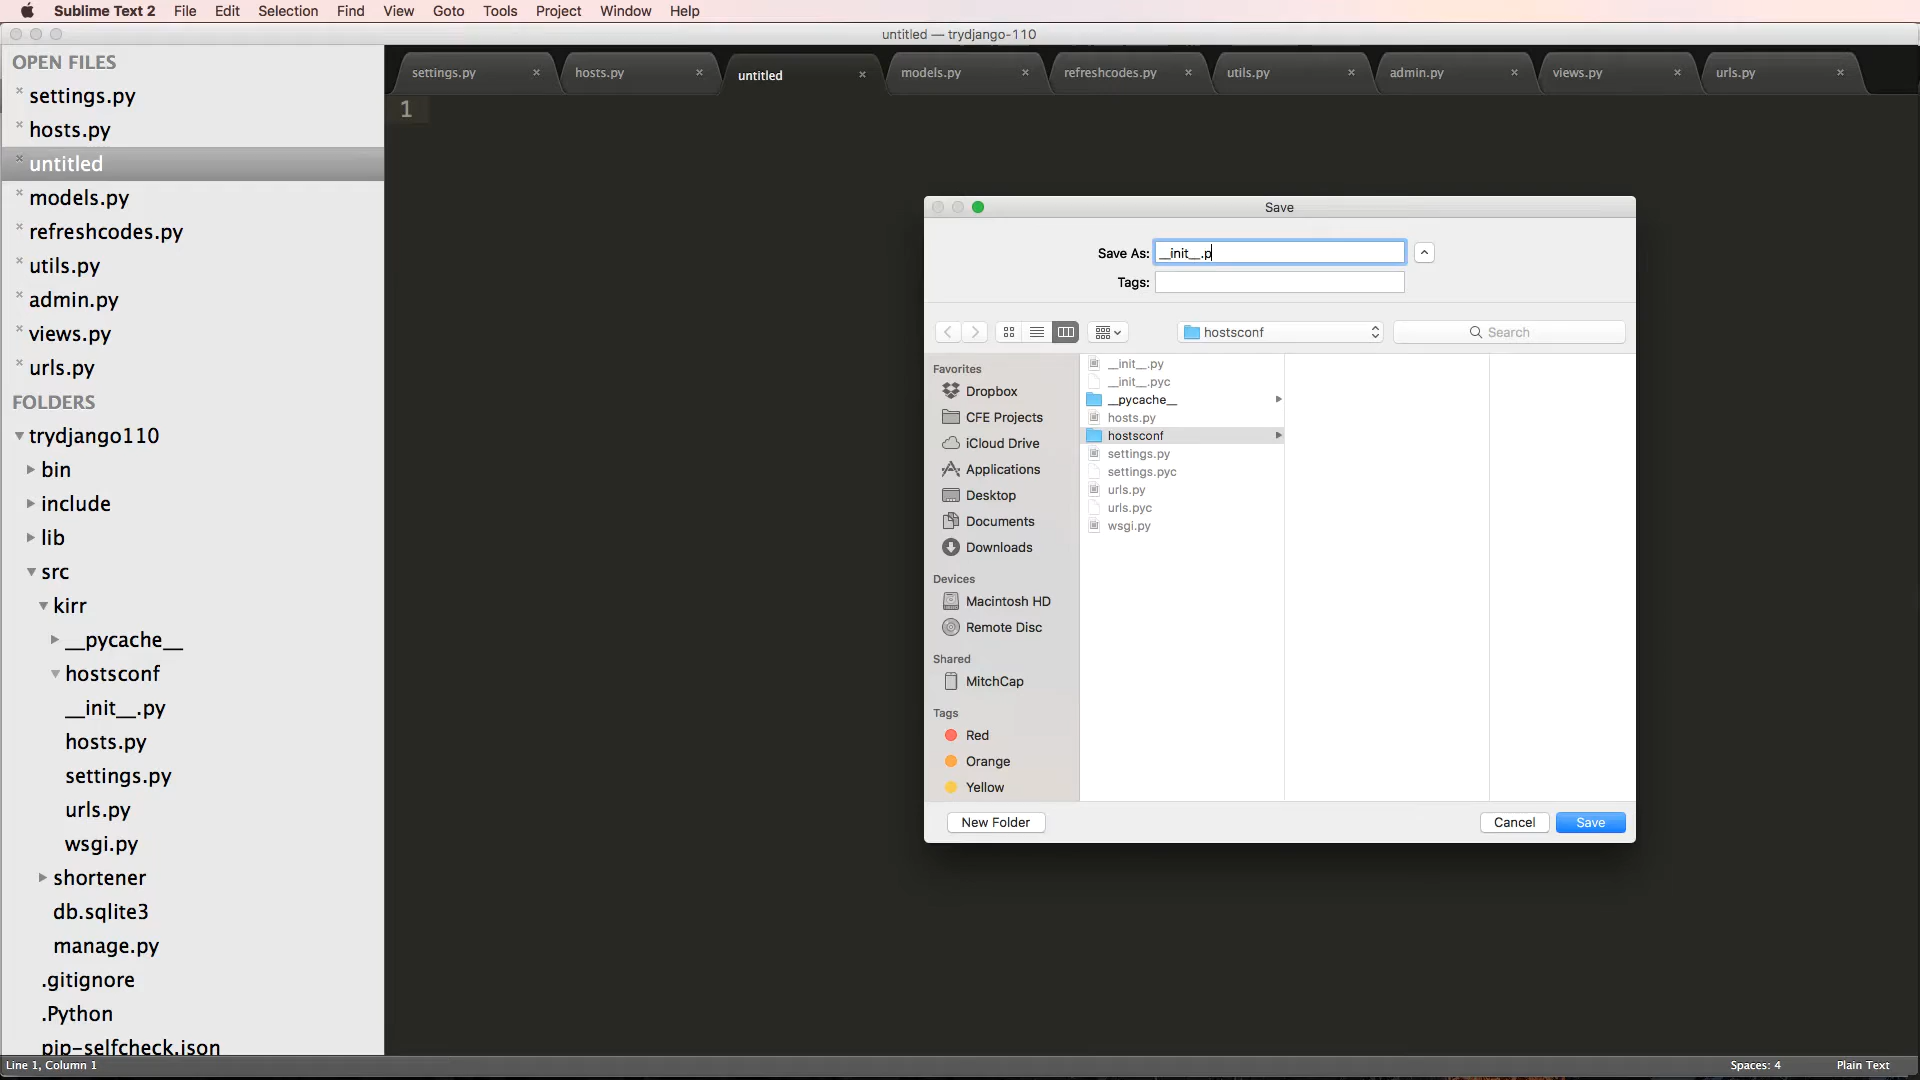 Sublime Text 2 File Edit Selection Find View Goto Tools Project Window Help
untitled — trydjango-110
OPEN FILES
settings.py
hosts.py
untitled
models.py
refreshcodes.py
utils.py
admin.py
views.py
urls.py
FOLDERS
trydjango110
bin
include
lib
src
kirr
__pycache__
hostsconf
__init__.py
hosts.py
settings.py
urls.py
wsgi.py
shortener
db.sqlite3
manage.py
.gitignore
.Python
pip-selfcheck.json
settings.py hosts.py untitled models.py refreshcodes.py utils.py admin.py views.py urls.py
1
Save
Save As: __init__.p
Tags:
hostsconf
Search
Favorites
Dropbox
CFE Projects
iCloud Drive
Applications
Desktop
Documents
Downloads
Devices
Macintosh HD
Remote Disc
Shared
MitchCap
Tags
Red
Orange
Yellow
__init__.py
__init__.pyc
__pycache__
hosts.py
hostsconf
settings.py
settings.pyc
urls.py
urls.pyc
wsgi.py
New Folder
Cancel
Save
Line 1, Column 1
Spaces: 4
Plain Text